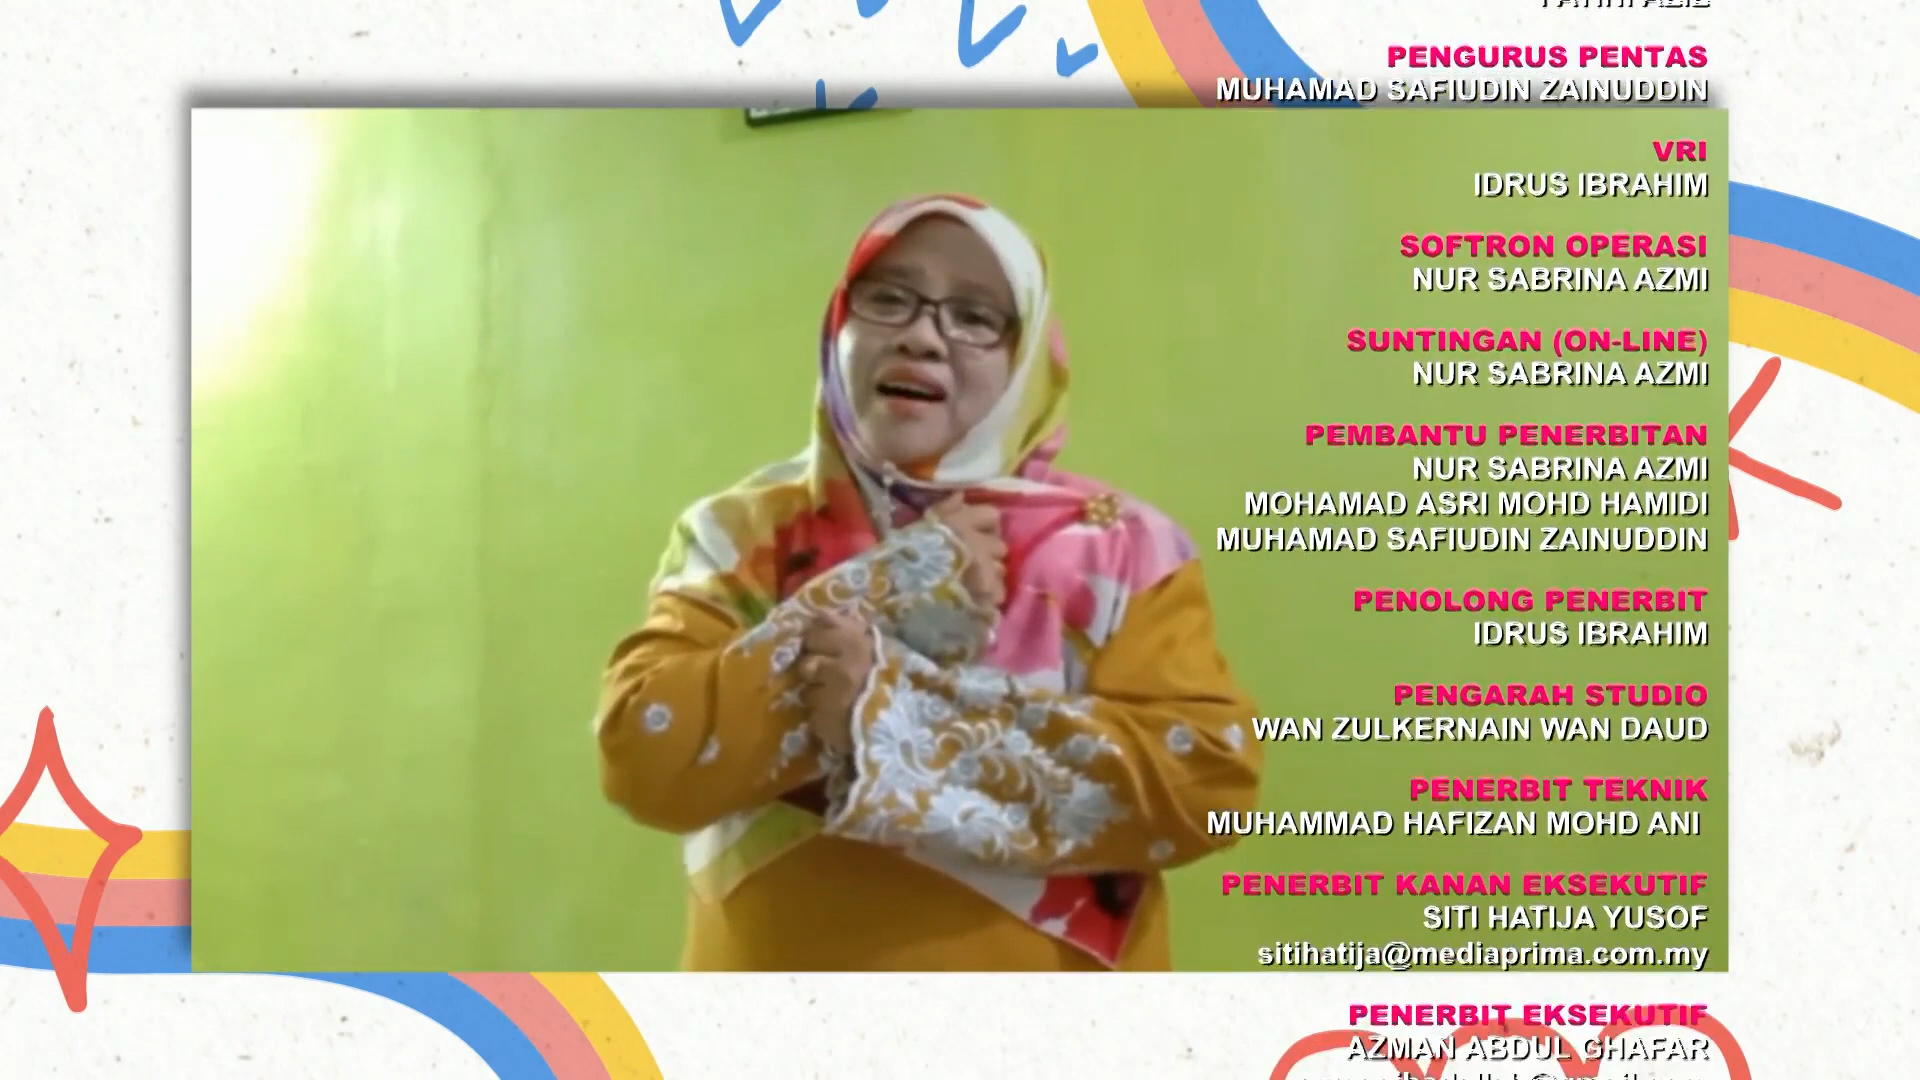 PENGURUS PENTAS
MUHAMAD SAFIUDIN ZAINUDDIN
VRI
IDRUS IBRAHIM
SOFTRON OPERASI
NUR SABRINA AZMI
SUNTINGAN (ON-LINE)
NUR SABRINA AZMI
PEMBANTU PENERBITAN
NUR SABRINA AZMI
MOHAMAD ASRI MOHD HAMIDI
MUHAMAD SAFIUDIN ZAINUDDIN
PENOLONG PENERBIT
IDRUS IBRAHIM
PENGARAH STUDIO
WAN ZULKERNAIN WAN DAUD
PENERBIT TEKNIK
MUHAMMAD HAFIZAN MOHD ANI
PENERBIT KANAN EKSEKUTIF
SITI HATIJA YUSOF
sitihatija@mediaprima.com.my
PENERBIT EKSEKUTIF
AZMAN ABDUL GHAFAR